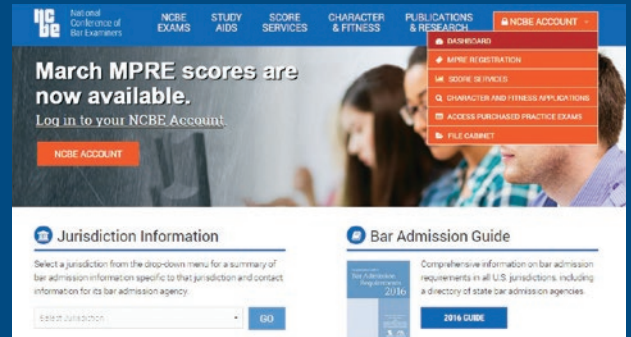 ncbe
National
Conference of
Bar Examiners
NCBE
EXAMS
STUDY
AIDS
SCORE
SERVICES
CHARACTER
& FITNESS
PUBLICATIONS
& RESEARCH
NCBE ACCOUNT
DASHBOARD
MPRE REGISTRATION
SCORE SERVICES
CHARACTER AND FITNESS APPLICATIONS
ACCESS PURCHASED PRACTICE EXAMS
FILE CABINET
March MPRE scores are
now available.
Log in to your NCBE Account.
NCBE ACCOUNT
Jurisdiction Information
Select a jurisdiction from the drop-down menu for a summary of
bar admission information specific to that jurisdiction and contact
information for its bar admission agency.
Select Jurisdiction
GO
Bar Admission Guide
Bar Admission
Requirements
2016
Comprehensive information on bar admission
requirements in all U.S. jurisdictions, including
a directory of state bar admission agencies.
2016 GUIDE